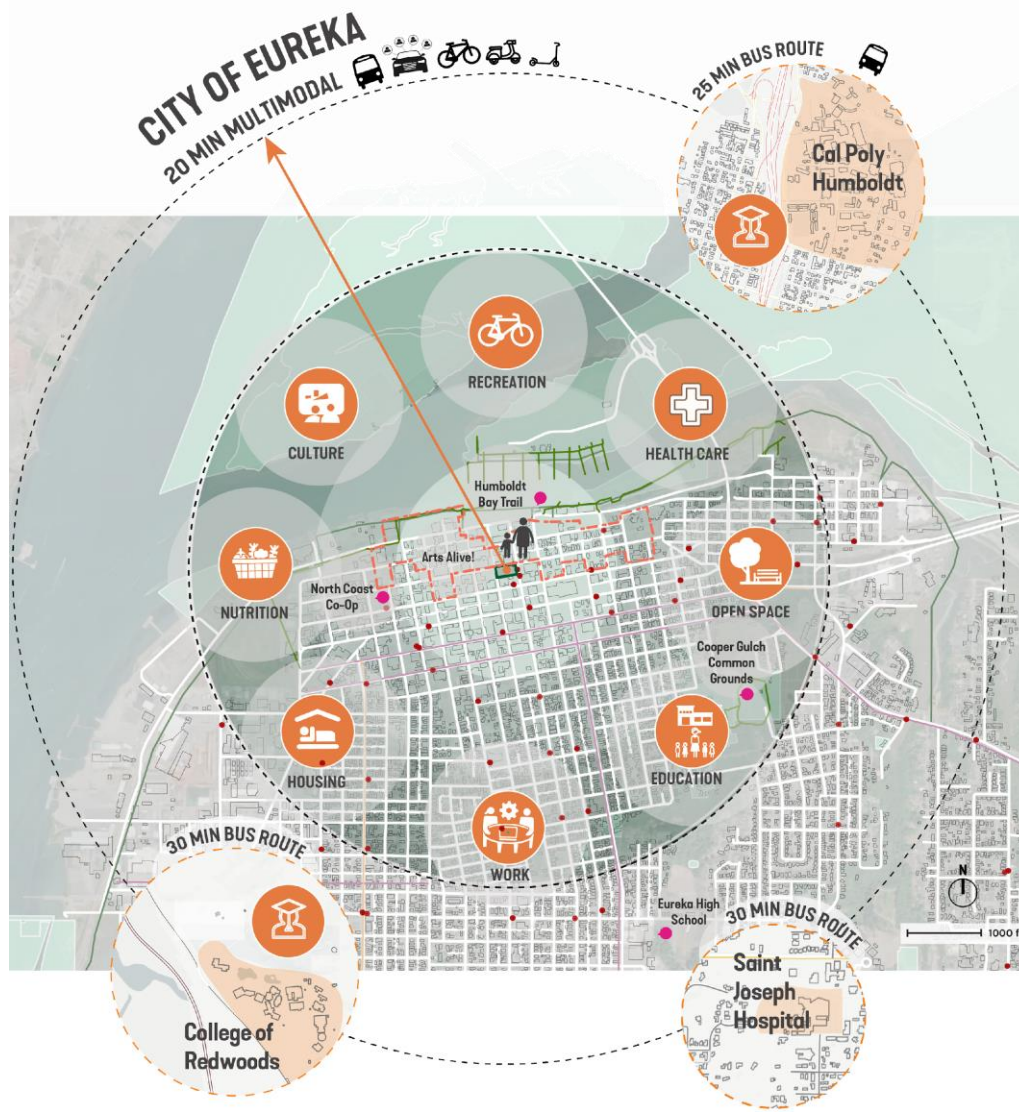 CITY OF EUREKA
20 MIN MULTIMODAL
25 MIN BUS ROUTE
Cal Poly
Humboldt
RECREATION
CULTURE
HEALTH CARE
Humboldt
Bay Trail
Arts Alive!
North Coast
Co-Op
NUTRITION
OPEN SPACE
Cooper Gulch
Common
Grounds
HOUSING
EDUCATION
WORK
30 MIN BUS ROUTE
College of
Redwoods
Eureka High
School
N
1000 f
30 MIN BUS ROUTE
Saint
Joseph
Hospital